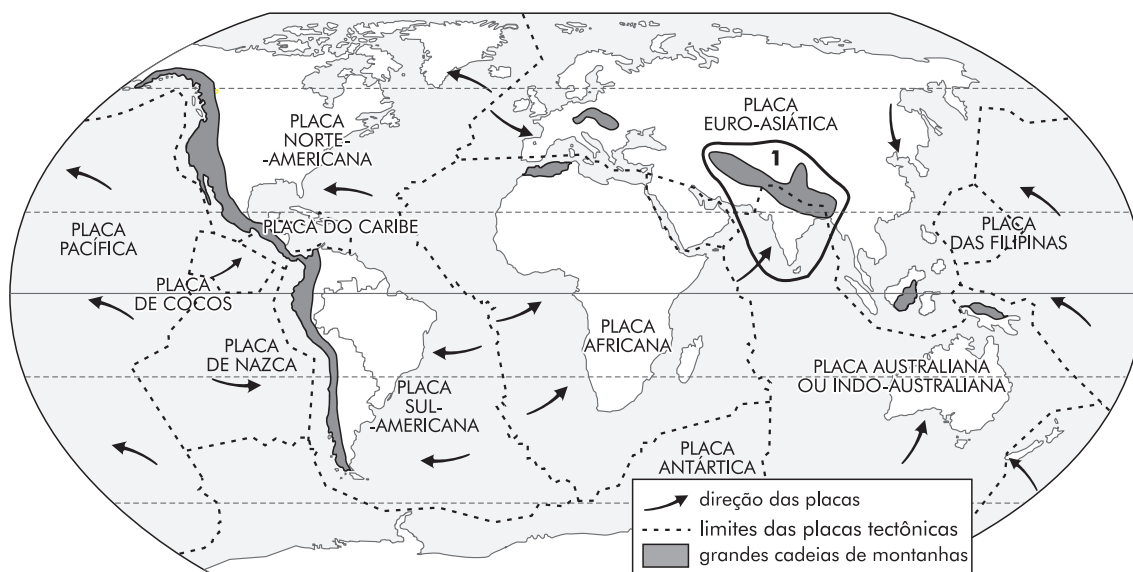 PLACA
NORTE-
-AMERICANA
PLACA
EURO-ASIÁTICA
1
PLACA
PACÍFICA
PLACA DO CARIBE
PLACA
DAS FILIPINAS
PLACA
DE COCOS
PLACA
DE NAZCA
PLACA
AFRICANA
PLACA AUSTRALIANA
OU INDO-AUSTRALIANA
PLACA
SUL-
-AMERICANA
PLACA
ANTÁRTICA
direção das placas
limites das placas tectônicas
grandes cadeias de montanhas